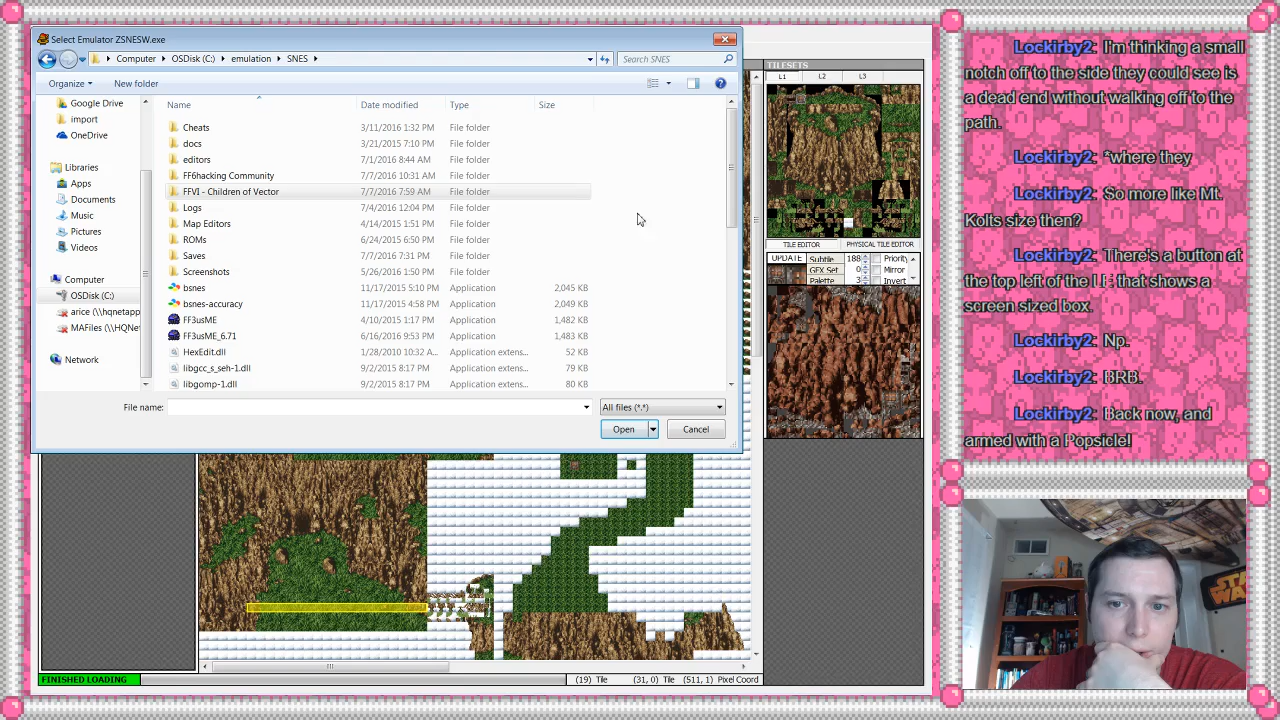 Select Emulator ZSNESW.exe
Computer OSDisk (C:) emulation SNES
Search SNES
Organize New folder
Name Date modified Type Size
Google Drive
import
OneDrive
Libraries
Apps
Documents
Music
Pictures
Videos
Computer
OSDisk (C:)
arice (\\hqnetapp
MAFiles (\\HQNet
Network
Cheats 3/11/2016 1:32 PM File folder
docs 3/21/2015 7:10 PM File folder
editors 7/1/2016 8:44 AM File folder
FF6Hacking Community 7/7/2016 10:31 AM File folder
FFVI - Children of Vector 7/7/2016 7:59 AM File folder
Logs 7/4/2016 12:04 PM File folder
Map Editors 4/14/2015 1:51 PM File folder
ROMs 6/24/2015 6:50 PM File folder
Saves 7/7/2016 7:31 PM File folder
Screenshots 5/26/2016 1:50 PM File folder
Application 2,045 KB
bsnes-accuracy 11/17/2015 4:58 PM Application 2,049 KB
FF3usME 4/10/2015 1:17 PM Application 1,482 KB
FF3usME_6.71 6/16/2016 9:53 PM Application 1,483 KB
HexEdit.dll 1/28/2010 10:32 A... Application extens... 52 KB
libgcc_s_seh-1.dll 9/2/2015 8:17 PM Application extens... 79 KB
libgomp-1.dll 9/2/2015 8:17 PM Application extens... 80 KB
File name: All files (*.*)
Open Cancel
TILESETS
L1 L2 L3
TILE EDITOR PHYSICAL TILE EDITOR
UPDATE Subtile 188 Priority
GFX Set 0 Mirror
Palette 3 Invert
FINISHED LOADING
(19) Tile (31, 0) Tile (511, 1) Pixel Coord
Lockirby2: I'm thinking a small
notch off to the side they could see is
a dead end without walking off to the
path.
Lockirby2: *where they
Lockirby2: So more like Mt.
Kolts size then?
Lockirby2: There's a button at
the top left of the LE that shows a
screen sized box.
Lockirby2: Np.
Lockirby2: BRB.
Lockirby2: Back now, and
armed with a Popsicle!
STAR
WARS